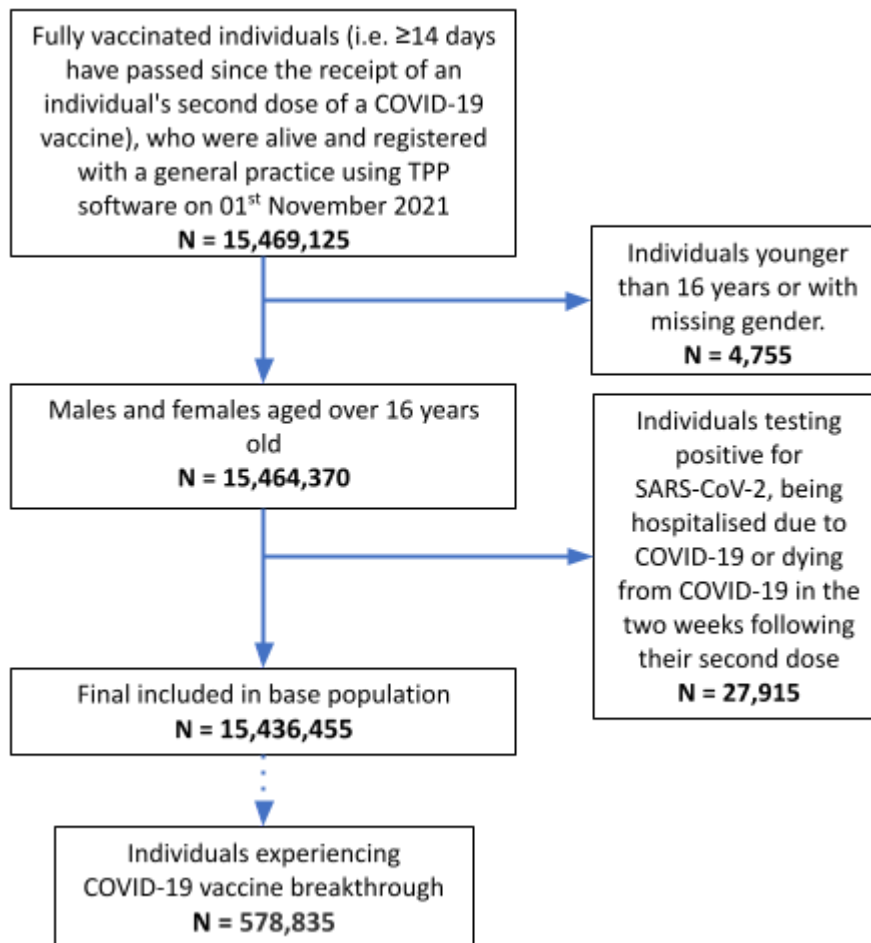 Fully vaccinated individuals (i.e. ≥14 days
have passed since the receipt of an
individual's second dose of a COVID-19
vaccine), who were alive and registered
with a general practice using TPP
software on 01st November 2021
N = 15,469,125
Individuals younger
than 16 years or with
missing gender.
N = 4,755
Males and females aged over 16 years
old
N = 15,464,370
Individuals testing
positive for
SARS-CoV-2, being
hospitalised due to
COVID-19 or dying
from COVID-19 in the
two weeks following
their second dose
N = 27,915
Final included in base population
N = 15,436,455
Individuals experiencing
COVID-19 vaccine breakthrough
N = 578,835